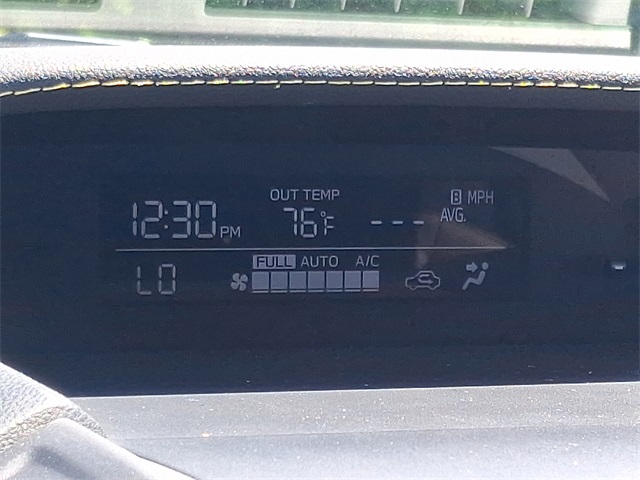 OUT TEMP B MPH
12:30 PM 76°F --- AVG.
FULL AUTO A/C
LO